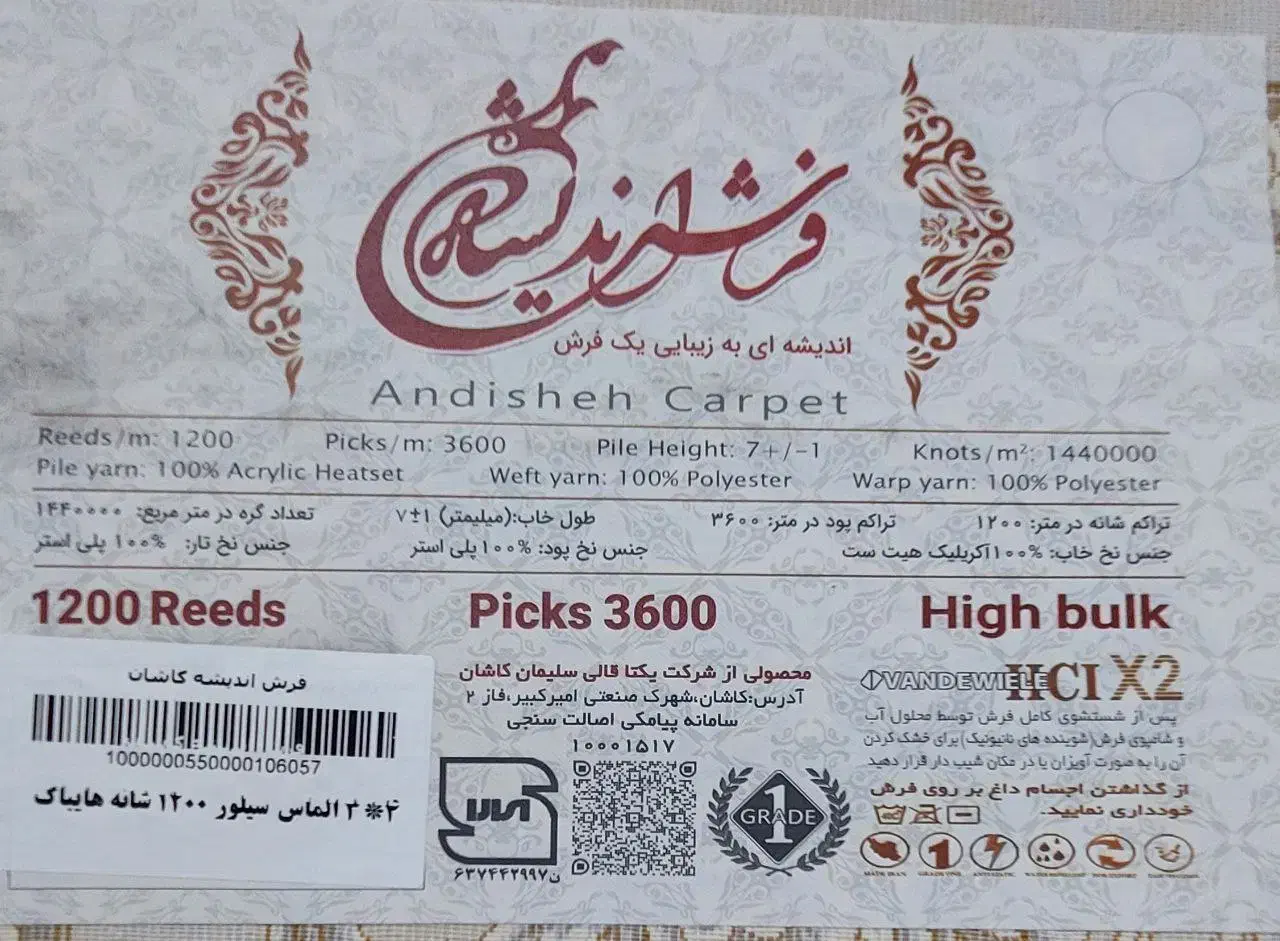 فرش اندیشه
اندیشه ای به زیبایی یک فرش
Andisheh Carpet
Reeds/m: 1200 Picks/m: 3600 Pile Height: 7+/-1 Knots/m²: 1440000
Pile yarn: 100% Acrylic Heatset Weft yarn: 100% Polyester Warp yarn: 100% Polyester
تراکم شانه در متر: ۱۲۰۰ تراکم پود در متر: ۳۶۰۰ طول خاب:(میلیمتر) ۷±۱ تعداد گره در متر مربع: ۱۴۴۰۰۰۰
جنس نخ خاب: %۱۰۰آکریلیک هیت ست جنس نخ پود: %۱۰۰ پلی استر جنس نخ تار: %۱۰۰ پلی استر
1200 Reeds Picks 3600 High bulk
VANDEWIELE HCI X2
پس از شستشوی کامل فرش توسط محلول آب
و شامپوی فرش(شوینده های نانیونیک) برای خشک کردن
آن را به صورت آویزان یا در مکان شیب دار قرار دهید
از گذاشتن اجسام داغ بر روی فرش
خودداری نمایید.
محصولی از شرکت یکتا قالی سلیمان کاشان
آدرس:کاشان،شهرک صنعتی امیرکبیر،فاز ۲
سامانه پیامکی اصالت سنجی
۱۰۰۰۱۵۱۷
1
GRADE
۶۳۷۴۴۲۹۹۷ن
فرش اندیشه کاشان
1000000550000106057
۴*۳ الماس سیلور ۱۲۰۰ شانه هایباک